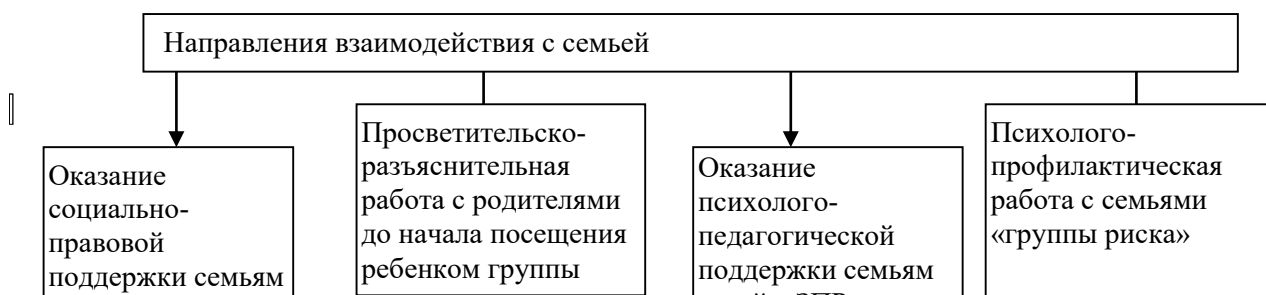 Направления взаимодействия с семьей
Оказание
социально-
правовой
поддержки семьям
Просветительско-
разъяснительная
работа с родителями
до начала посещения
ребенком группы
Оказание
психолого-
педагогической
поддержки семьям
Психолого-
профилактическая
работа с семьями
«группы риска»